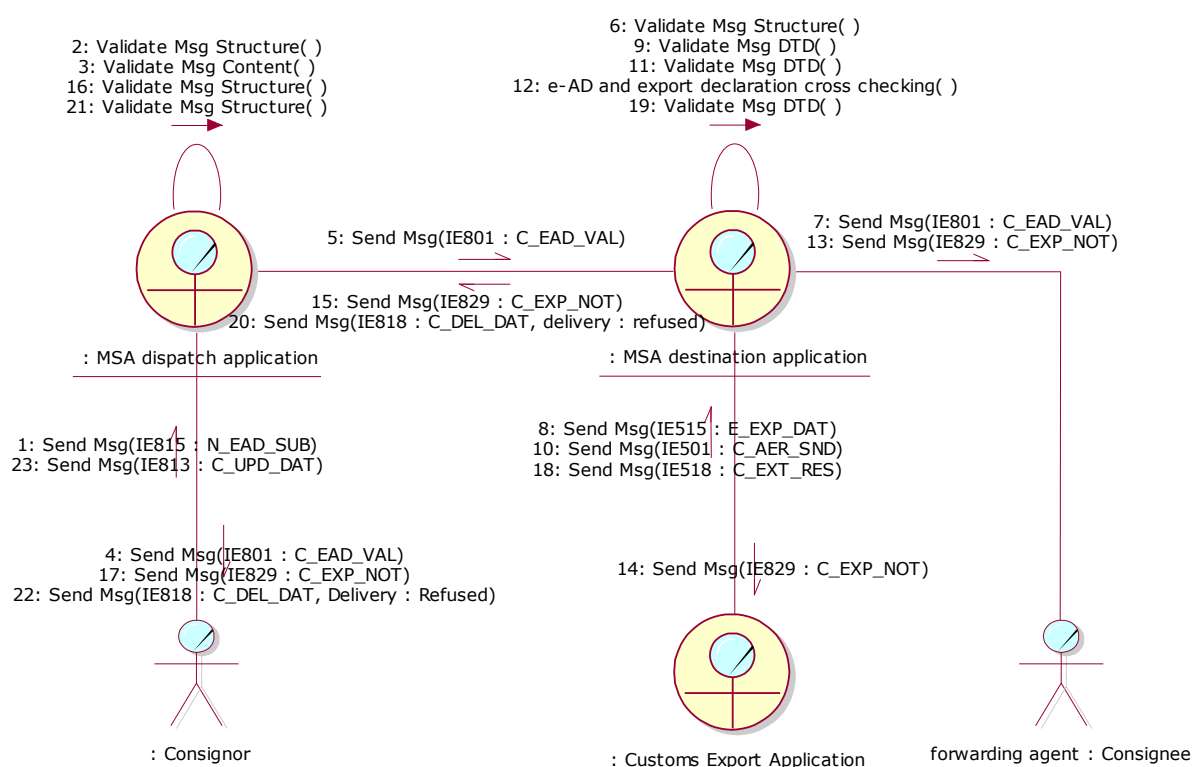 6: Validate Msg Structure( )
9: Validate Msg DTD( )
11: Validate Msg DTD( )
12: e-AD and export declaration cross checking( )
19: Validate Msg DTD( )
2: Validate Msg Structure( )
3: Validate Msg Content( )
16: Validate Msg Structure( )
21: Validate Msg Structure( )
7: Send Msg(IE801 : C_EAD_VAL)
13: Send Msg(IE829 : C_EXP_NOT)
5: Send Msg(IE801 : C_EAD_VAL)
15: Send Msg(IE829 : C_EXP_NOT)
20: Send Msg(IE818 : C_DEL_DAT, delivery : refused)
: MSA dispatch application
: MSA destination application
1: Send Msg(IE815 : N_EAD_SUB)
23: Send Msg(IE813 : C_UPD_DAT)
8: Send Msg(IE515 : E_EXP_DAT)
10: Send Msg(IE501 : C_AER_SND)
18: Send Msg(IE518 : C_EXT_RES)
4: Send Msg(IE801 : C_EAD_VAL)
17: Send Msg(IE829 : C_EXP_NOT)
22: Send Msg(IE818 : C_DEL_DAT, Delivery : Refused)
14: Send Msg(IE829 : C_EXP_NOT)
: Consignor
: Customs Export Application
forwarding agent : Consignee